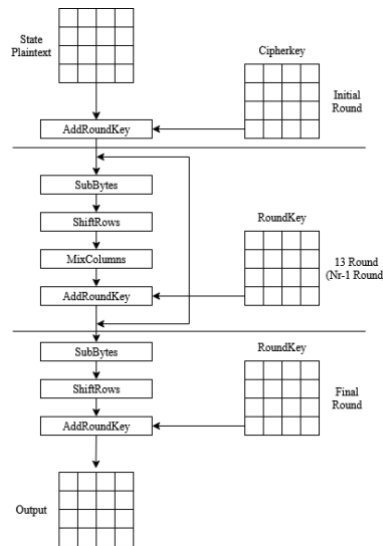 State
Plaintext
Cipherkey
Initial
Round
AddRoundKey
SubBytes
ShiftRows
MixColumns
AddRoundKey
RoundKey
13 Round
(Nr-1 Round
SubBytes
ShiftRows
AddRoundKey
RoundKey
Final
Round
Output